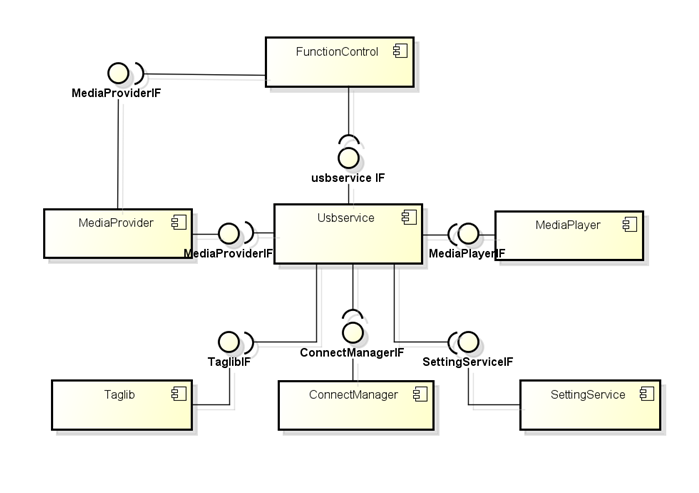 FunctionControl
MediaProviderIF
usbservice IF
MediaProvider
Usbservice
MediaPlayer
MediaProviderIF
MediaPlayerIF
TaglibIF
ConnectManagerIF
SettingServiceIF
Taglib
ConnectManager
SettingService